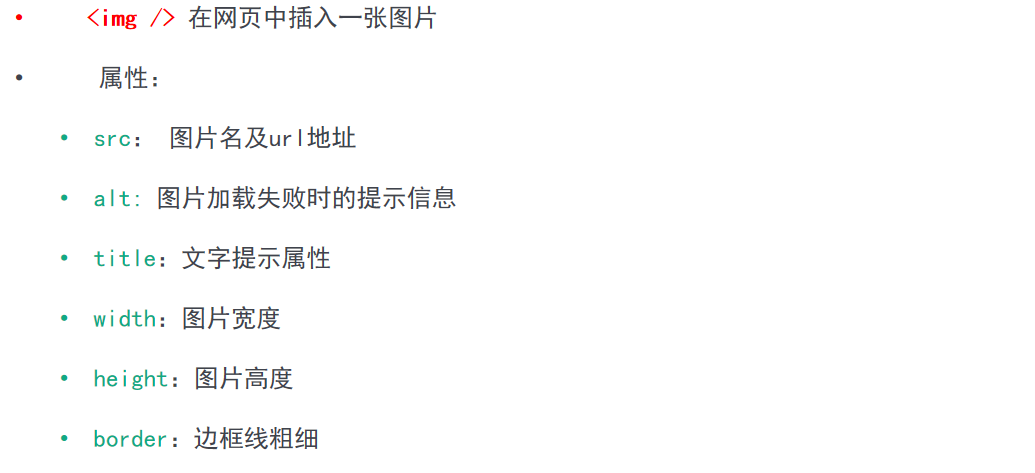 • <img /> 在网页中插入一张图片
• 属性：
• src： 图片名及url地址
• alt: 图片加载失败时的提示信息
• title：文字提示属性
• width：图片宽度
• height：图片高度
• border：边框线粗细